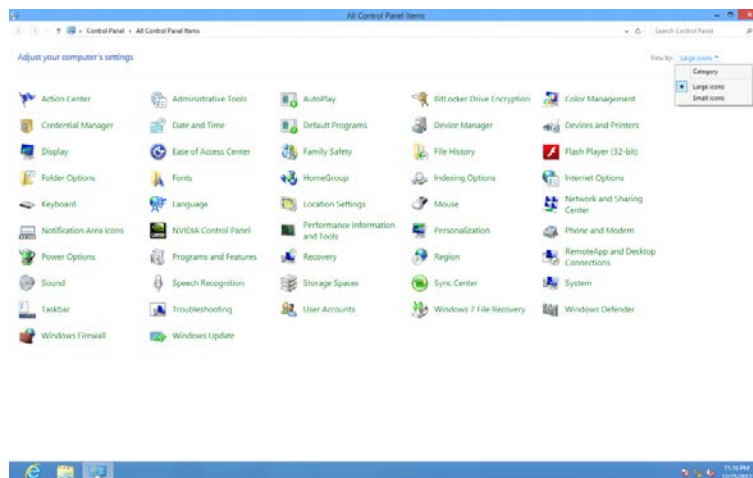 All Control Panel Items
Control Panel › All Control Panel Items
Search Control Panel
Adjust your computer's settings
View by: Large icons
Category
Large icons
Small icons
Action Center
Administrative Tools
AutoPlay
BitLocker Drive Encryption
Color Management
Credential Manager
Date and Time
Default Programs
Device Manager
Devices and Printers
Display
Ease of Access Center
Family Safety
File History
Flash Player (32-bit)
Folder Options
Fonts
HomeGroup
Indexing Options
Internet Options
Keyboard
Language
Location Settings
Mouse
Network and Sharing
Center
Notification Area Icons
NVIDIA Control Panel
Performance Information
and Tools
Personalization
Phone and Modem
Power Options
Programs and Features
Recovery
Region
RemoteApp and Desktop
Connections
Sound
Speech Recognition
Storage Spaces
Sync Center
System
Taskbar
Troubleshooting
User Accounts
Windows 7 File Recovery
Windows Defender
Windows Firewall
Windows Update